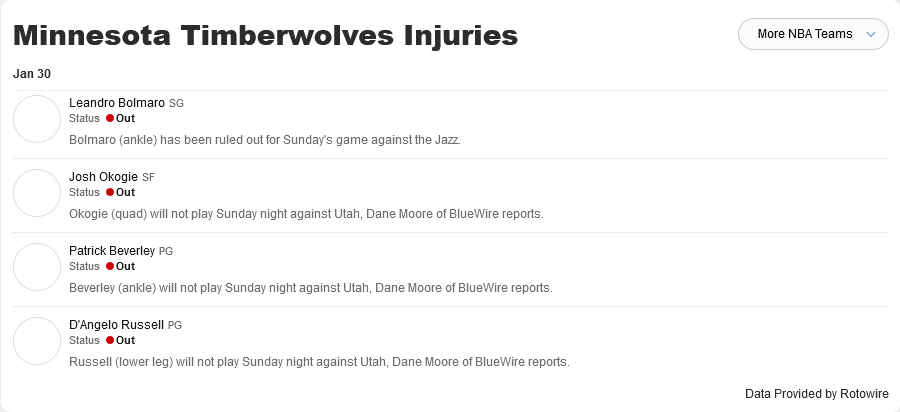 Minnesota Timberwolves Injuries
More NBA Teams
Jan 30
Leandro Bolmaro SG
Status Out
Bolmaro (ankle) has been ruled out for Sunday's game against the Jazz.
Josh Okogie SF
Status Out
Okogie (quad) will not play Sunday night against Utah, Dane Moore of BlueWire reports.
Patrick Beverley PG
Status Out
Beverley (ankle) will not play Sunday night against Utah, Dane Moore of BlueWire reports.
D'Angelo Russell PG
Status Out
Russell (lower leg) will not play Sunday night against Utah, Dane Moore of BlueWire reports.
Data Provided by Rotowire